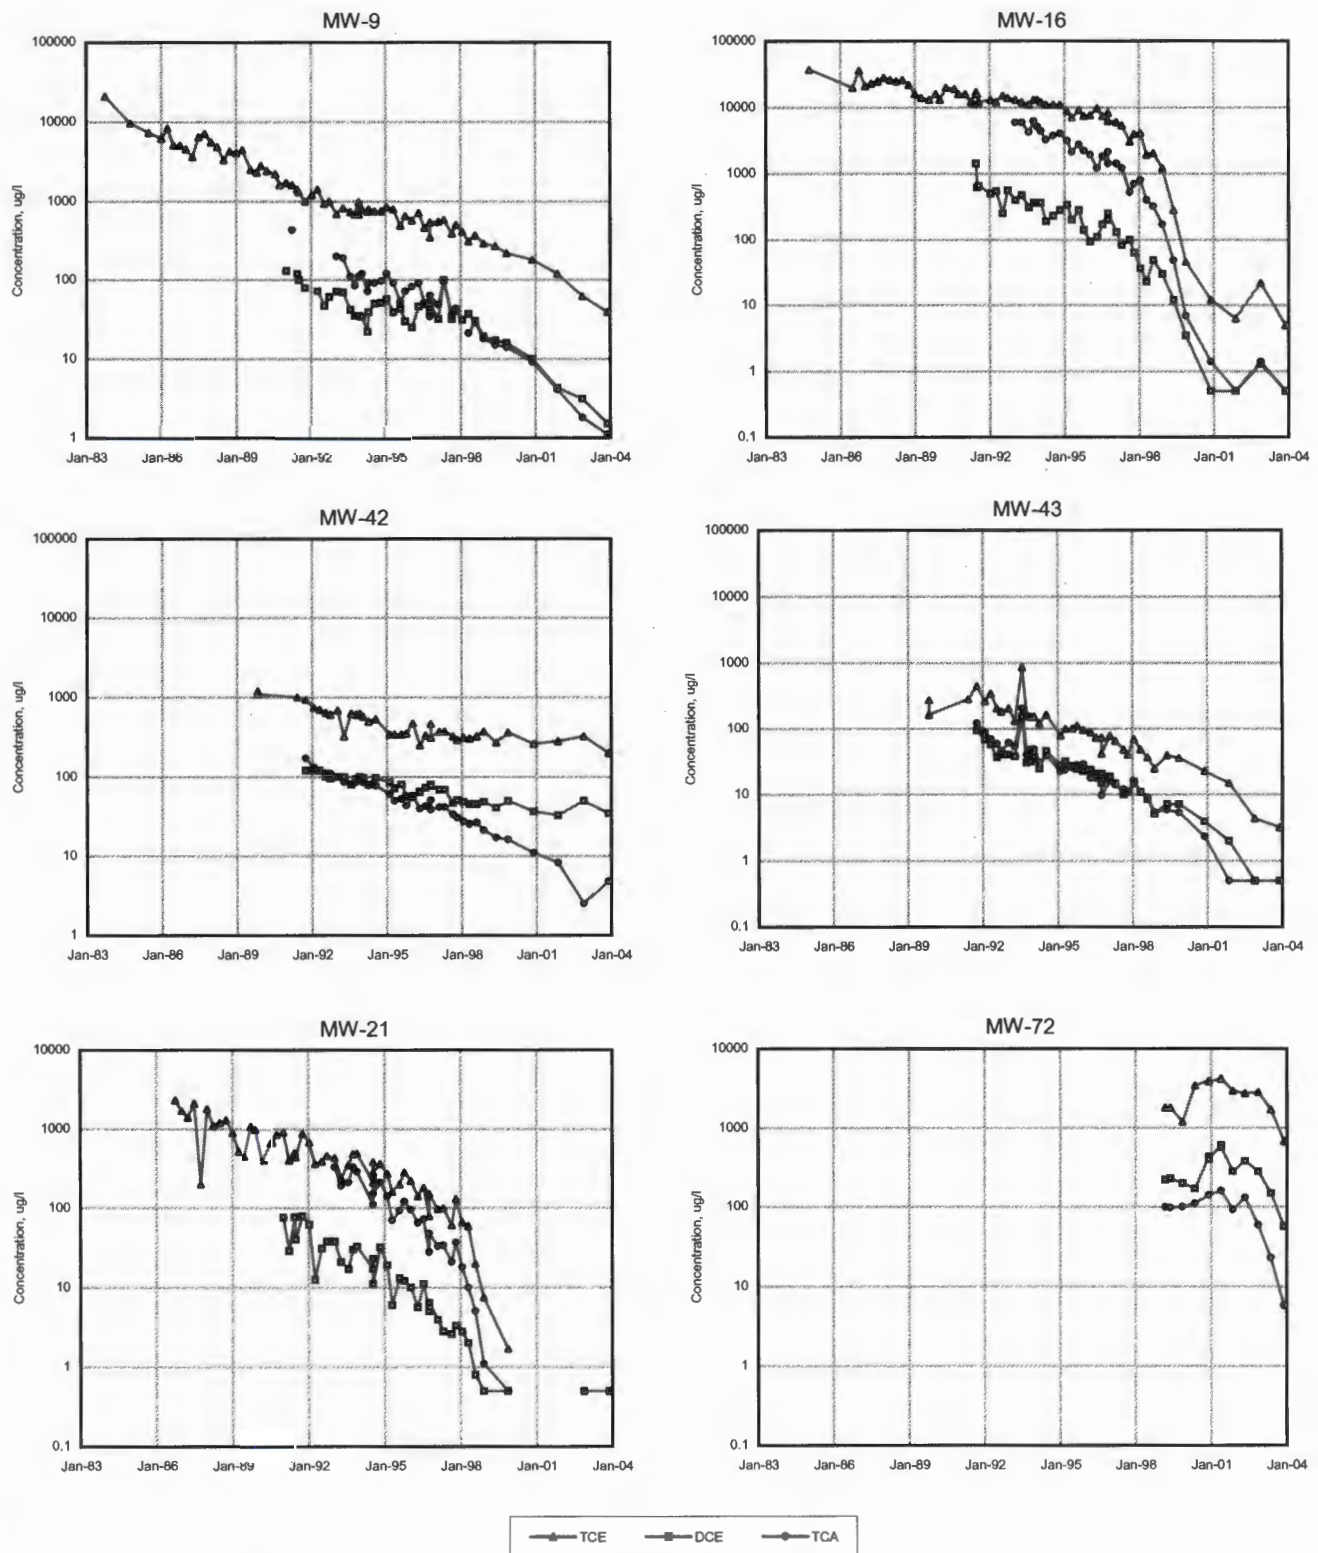 MW-9
100000
10000
1000
100
10
1
Concentration, ug/l
Jan-83 Jan-86 Jan-89 Jan-92 Jan-95 Jan-98 Jan-01 Jan-04
MW-16
100000
10000
1000
100
10
1
0.1
Concentration, ug/l
Jan-83 Jan-86 Jan-89 Jan-92 Jan-95 Jan-98 Jan-01 Jan-04
MW-42
100000
10000
1000
100
10
1
Concentration, ug/l
Jan-83 Jan-86 Jan-89 Jan-92 Jan-95 Jan-98 Jan-01 Jan-04
MW-43
100000
10000
1000
100
10
1
0.1
Concentration, ug/l
Jan-83 Jan-86 Jan-89 Jan-92 Jan-95 Jan-98 Jan-01 Jan-04
MW-21
10000
1000
100
10
1
0.1
Concentration, ug/l
Jan-83 Jan-86 Jan-89 Jan-92 Jan-95 Jan-98 Jan-01 Jan-04
MW-72
10000
1000
100
10
1
0.1
Concentration, ug/l
Jan-83 Jan-86 Jan-89 Jan-92 Jan-95 Jan-98 Jan-01 Jan-04
TCE DCE TCA